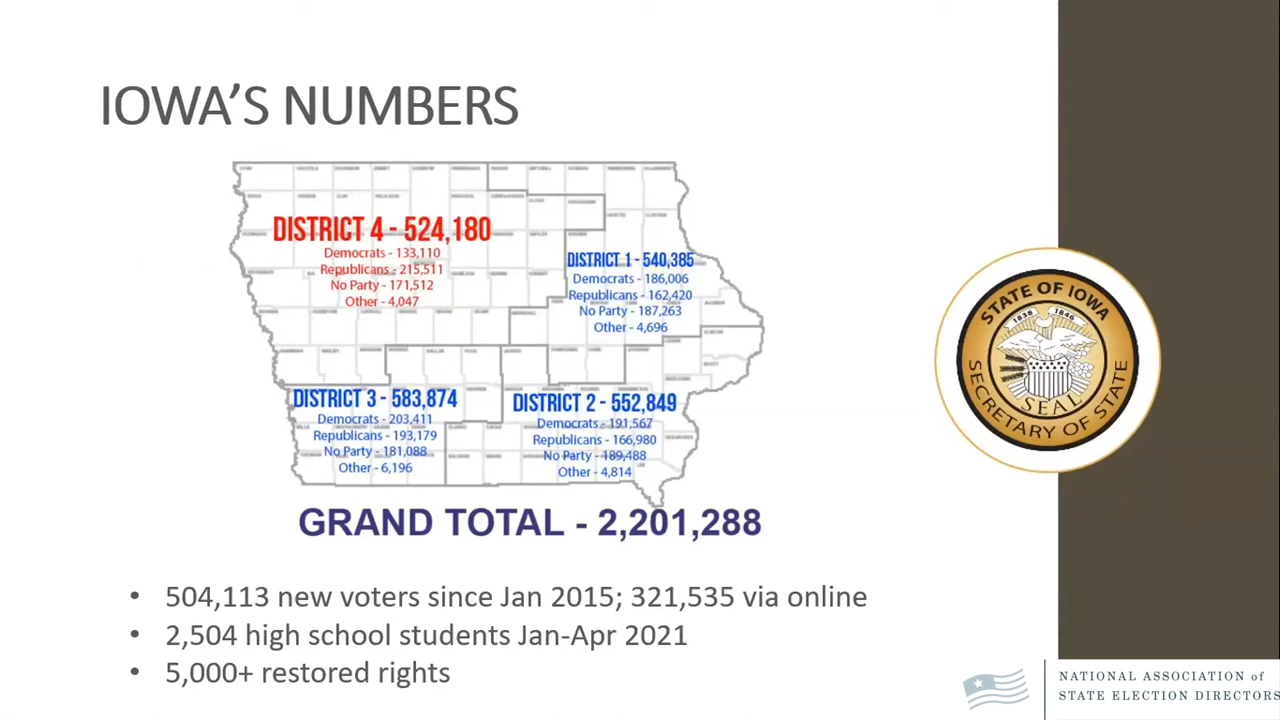 IOWA'S NUMBERS
DISTRICT 4 - 524,180
Democrats - 133,110
Republicans - 215,511
No Party - 171,512
Other - 4,047
DISTRICT 1 - 540,385
Democrats - 186,006
Republicans - 162,420
No Party - 187,263
Other - 4,696
DISTRICT 3 - 583,874
Democrats - 203,411
Republicans - 193,179
No Party - 181,088
Other - 6,196
DISTRICT 2 - 552,849
Democrats - 191,567
Republicans - 166,980
No Party - 189,488
Other - 4,814
GRAND TOTAL - 2,201,288
• 504,113 new voters since Jan 2015; 321,535 via online
• 2,504 high school students Jan-Apr 2021
• 5,000+ restored rights
STATE OF IOWA
1838 1846
SEAL
SECRETARY OF STATE
NATIONAL ASSOCIATION of
STATE ELECTION DIRECTORS